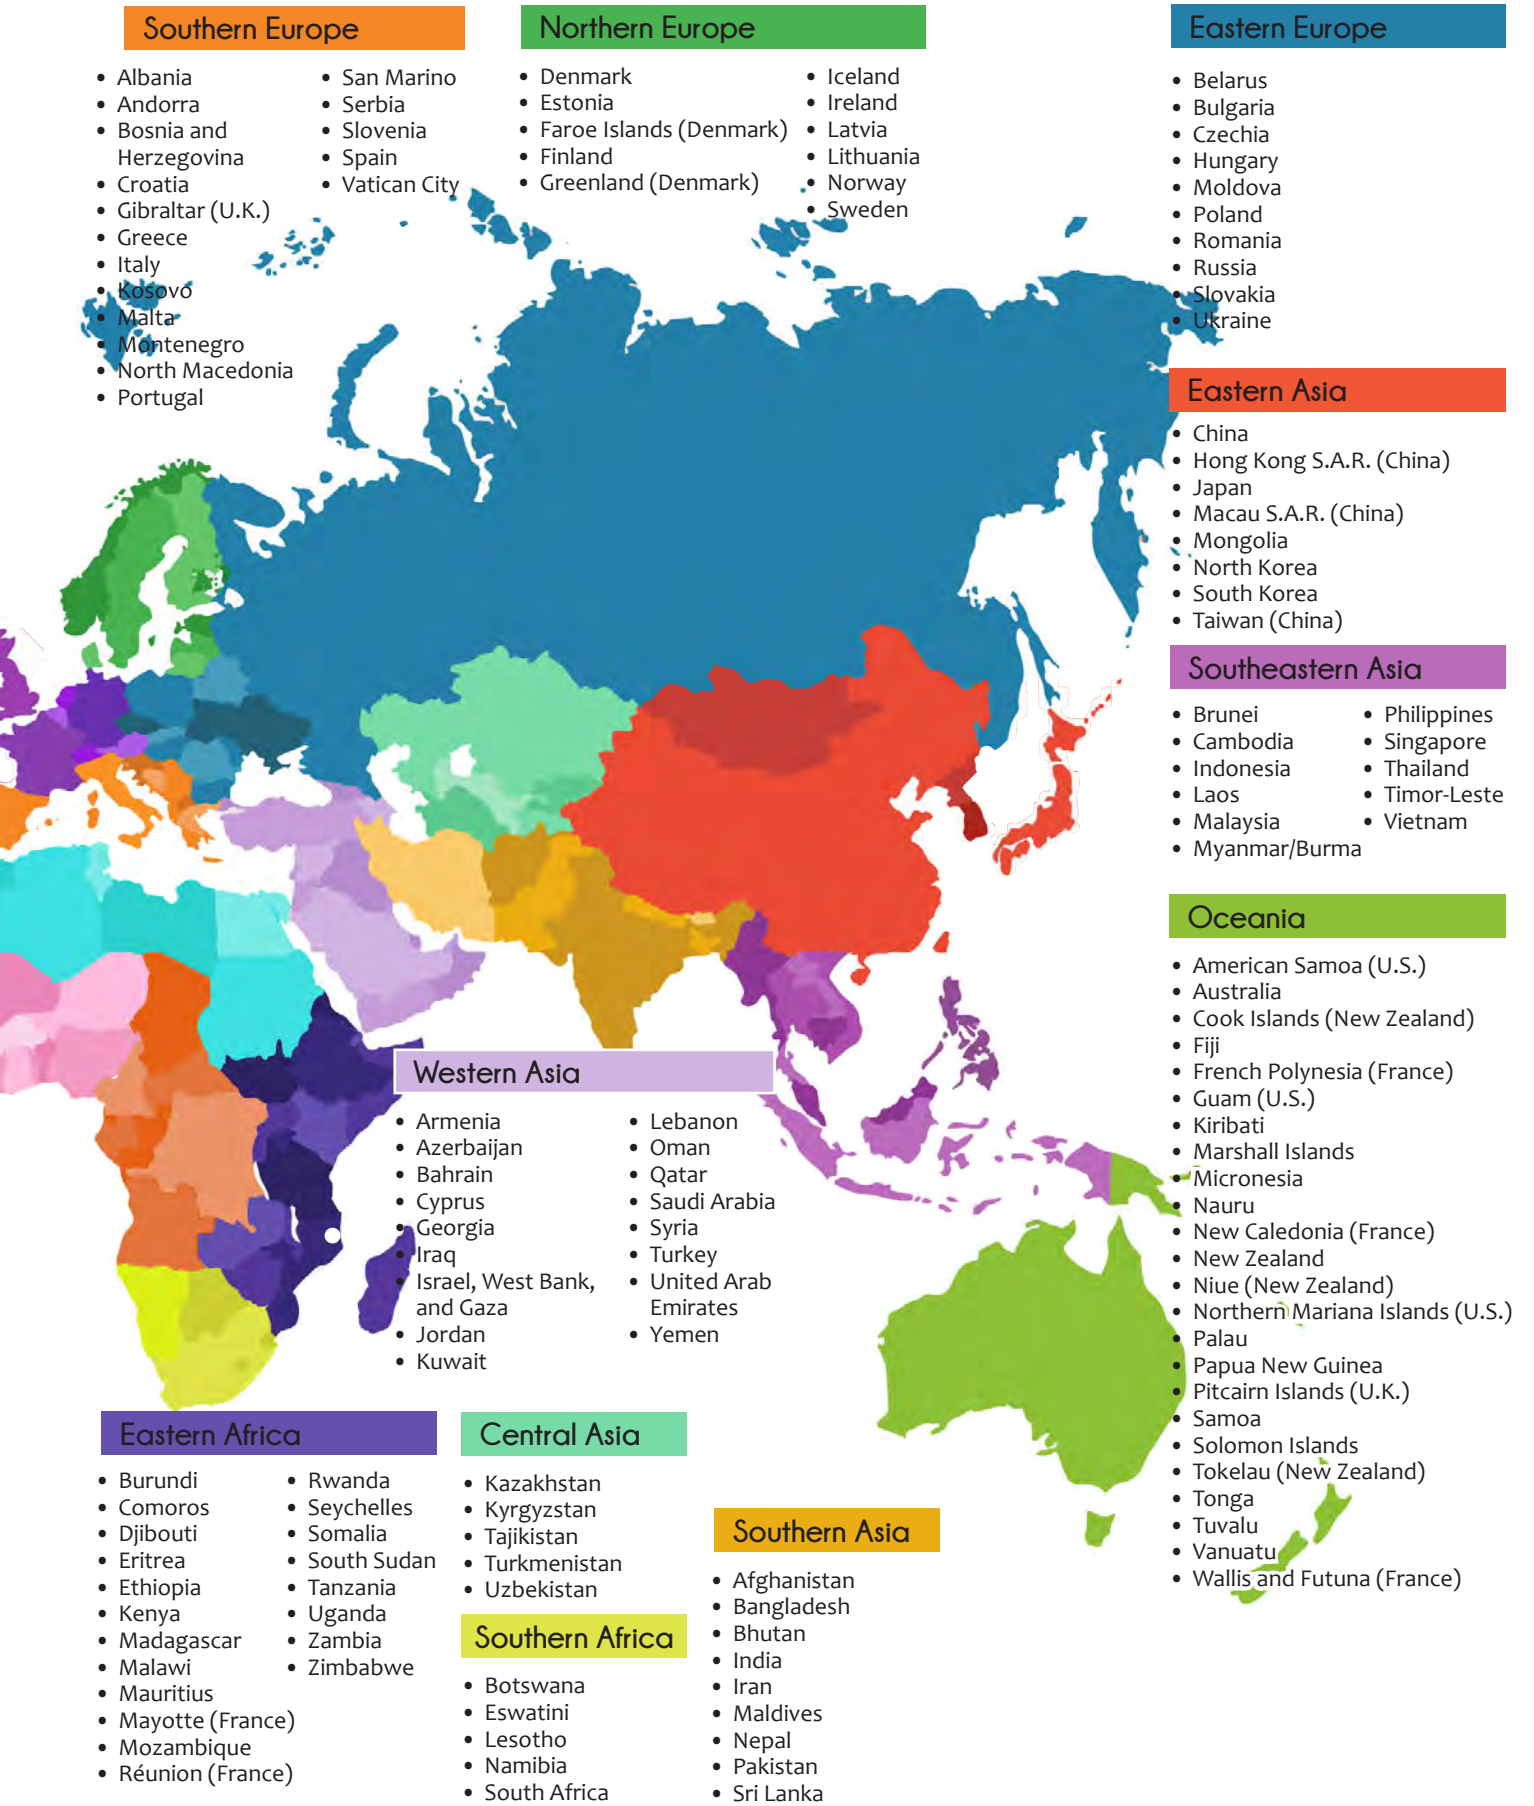 Southern Europe
• Albania
• Andorra
• Bosnia and
Herzegovina
• Croatia
• Gibraltar (U.K.)
• Greece
• Italy
• Kosovo
• Malta
• Montenegro
• North Macedonia
• Portugal
• San Marino
• Serbia
• Slovenia
• Spain
• Vatican City
Northern Europe
• Denmark
• Estonia
• Faroe Islands (Denmark)
• Finland
• Greenland (Denmark)
• Iceland
• Ireland
• Latvia
• Lithuania
• Norway
• Sweden
Eastern Europe
• Belarus
• Bulgaria
• Czechia
• Hungary
• Moldova
• Poland
• Romania
• Russia
• Slovakia
• Ukraine
Eastern Asia
• China
• Hong Kong S.A.R. (China)
• Japan
• Macau S.A.R. (China)
• Mongolia
• North Korea
• South Korea
• Taiwan (China)
Southeastern Asia
• Brunei
• Cambodia
• Indonesia
• Laos
• Malaysia
• Myanmar/Burma
• Philippines
• Singapore
• Thailand
• Timor-Leste
• Vietnam
Oceania
• American Samoa (U.S.)
• Australia
• Cook Islands (New Zealand)
• Fiji
• French Polynesia (France)
• Guam (U.S.)
• Kiribati
• Marshall Islands
• Micronesia
• Nauru
• New Caledonia (France)
• New Zealand
• Niue (New Zealand)
• Northern Mariana Islands (U.S.)
• Palau
• Papua New Guinea
• Pitcairn Islands (U.K.)
• Samoa
• Solomon Islands
• Tokelau (New Zealand)
• Tonga
• Tuvalu
• Vanuatu
• Wallis and Futuna (France)
Western Asia
• Armenia
• Azerbaijan
• Bahrain
• Cyprus
• Georgia
• Iraq
• Israel, West Bank,
and Gaza
• Jordan
• Kuwait
• Lebanon
• Oman
• Qatar
• Saudi Arabia
• Syria
• Turkey
• United Arab
Emirates
• Yemen
Eastern Africa
• Burundi
• Comoros
• Djibouti
• Eritrea
• Ethiopia
• Kenya
• Madagascar
• Malawi
• Mauritius
• Mayotte (France)
• Mozambique
• Réunion (France)
• Rwanda
• Seychelles
• Somalia
• South Sudan
• Tanzania
• Uganda
• Zambia
• Zimbabwe
Central Asia
• Kazakhstan
• Kyrgyzstan
• Tajikistan
• Turkmenistan
• Uzbekistan
Southern Africa
• Botswana
• Eswatini
• Lesotho
• Namibia
• South Africa
Southern Asia
• Afghanistan
• Bangladesh
• Bhutan
• India
• Iran
• Maldives
• Nepal
• Pakistan
• Sri Lanka